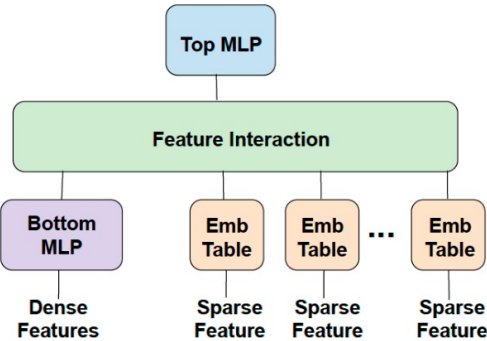 Top MLP
Feature Interaction
Bottom
MLP
Emb
Table
Emb
Table
...
Emb
Table
Dense
Features
Sparse
Feature
Sparse
Feature
Sparse
Feature